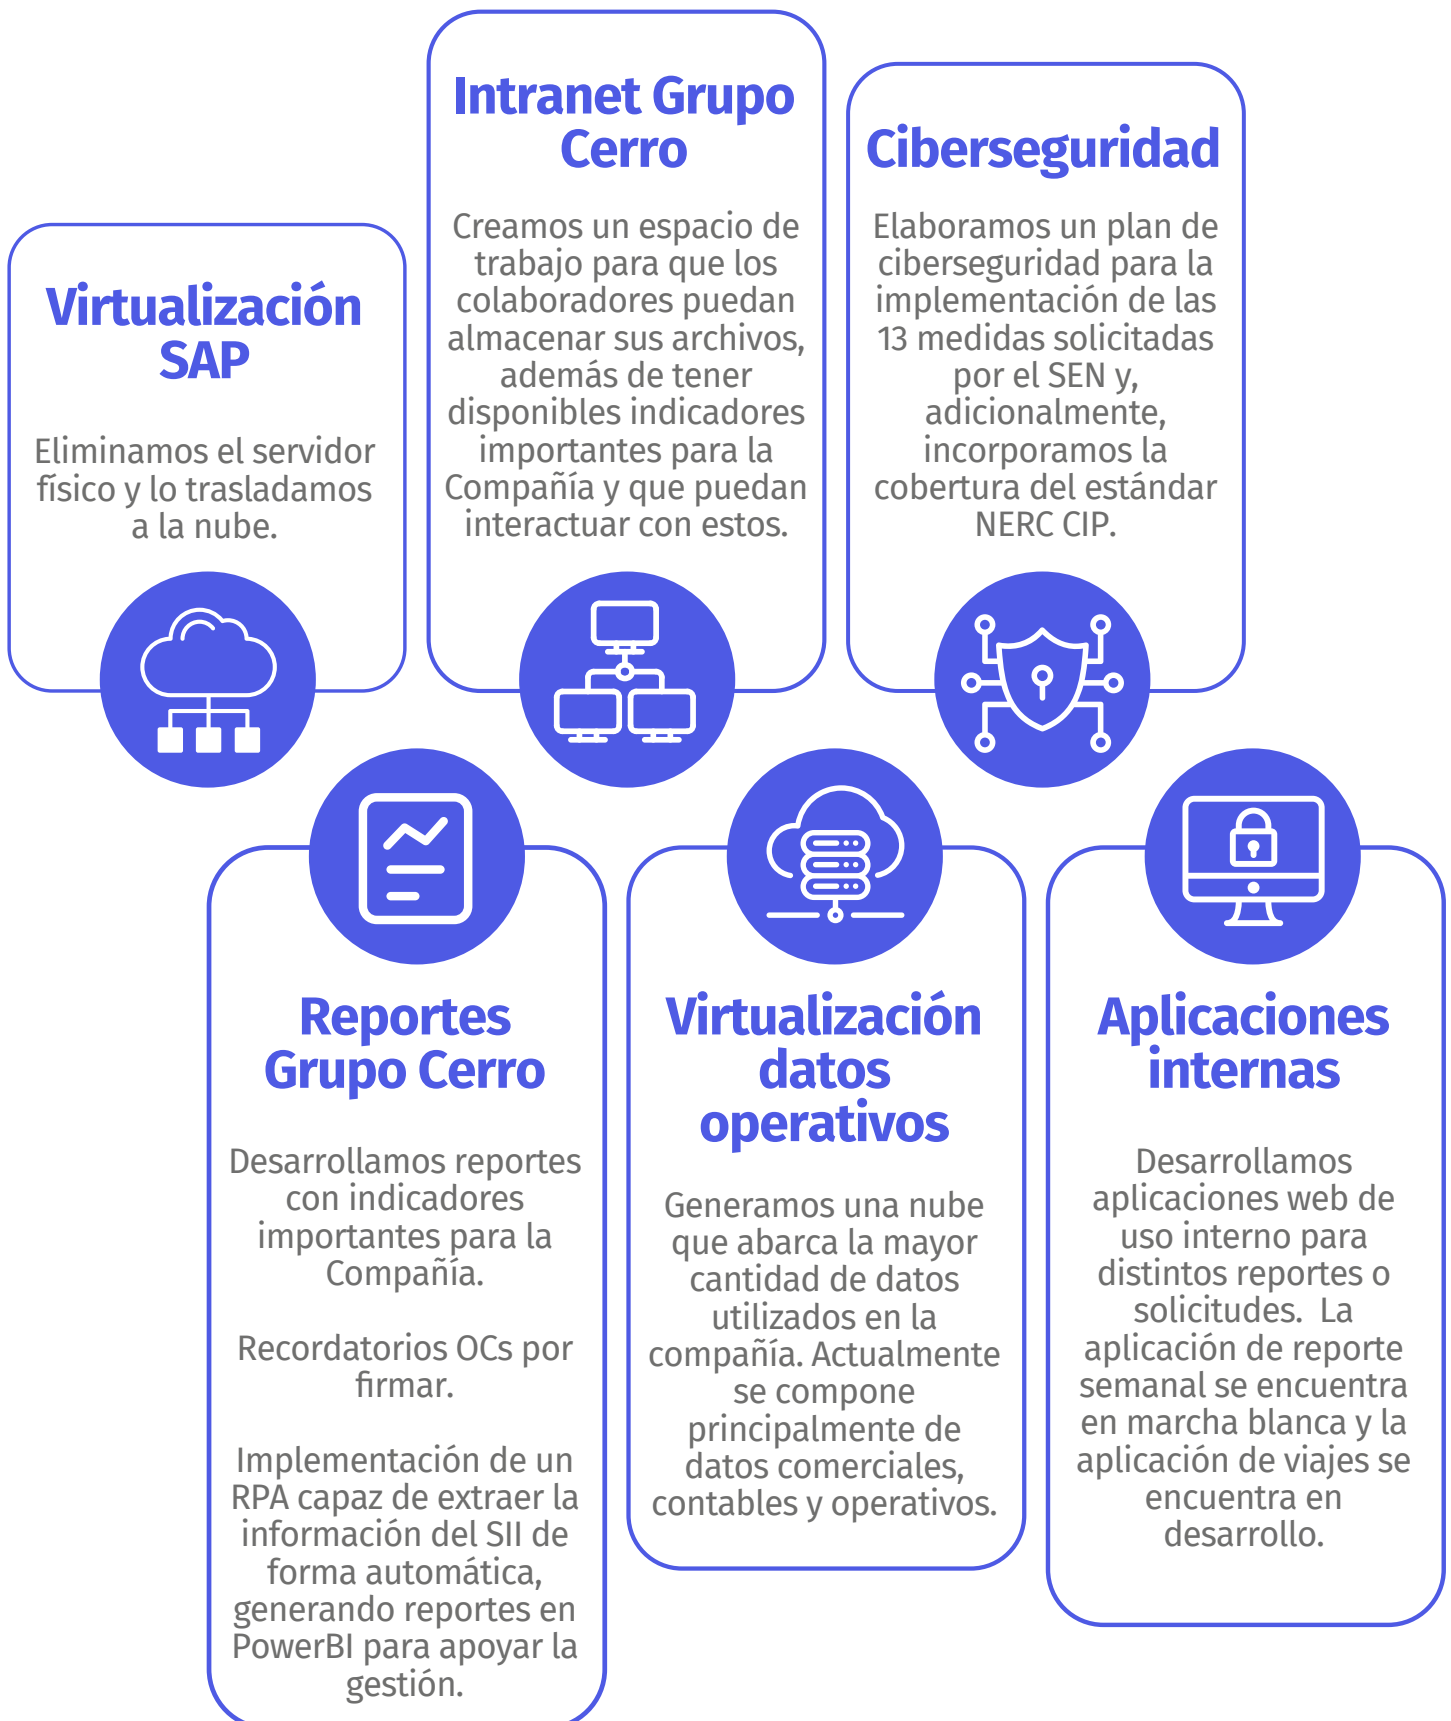 Virtualización
SAP
Eliminamos el servidor
físico y lo trasladamos
a la nube.
Intranet Grupo
Cerro
Creamos un espacio de
trabajo para que los
colaboradores puedan
almacenar sus archivos,
además de tener
disponibles indicadores
importantes para la
Compañía y que puedan
interactuar con estos.
Ciberseguridad
Elaboramos un plan de
ciberseguridad para la
implementación de las
13 medidas solicitadas
por el SEN y,
adicionalmente,
incorporamos la
cobertura del estándar
NERC CIP.
Reportes
Grupo Cerro
Desarrollamos reportes
con indicadores
importantes para la
Compañía.
Recordatorios OCs por
firmar.
Implementación de un
RPA capaz de extraer la
información del SII de
forma automática,
generando reportes en
PowerBI para apoyar la
gestión.
Virtualización
datos
operativos
Generamos una nube
que abarca la mayor
cantidad de datos
utilizados en la
compañía. Actualmente
se compone
principalmente de
datos comerciales,
contables y operativos.
Aplicaciones
internas
Desarrollamos
aplicaciones web de
uso interno para
distintos reportes o
solicitudes.  La
aplicación de reporte
semanal se encuentra
en marcha blanca y la
aplicación de viajes se
encuentra en
desarrollo.